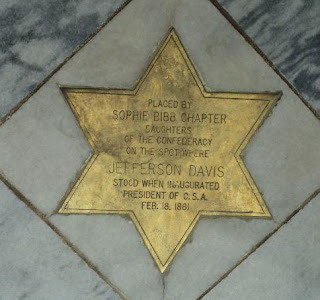 PLACED BY
SOPHIE BIBB CHAPTER
DAUGHTERS
OF THE CONFEDERACY
ON THE SPOT WHERE
JEFFERSON DAVIS
STOOD WHEN INAUGURATED
PRESIDENT OF C.S.A.
FEB. 18. 1861